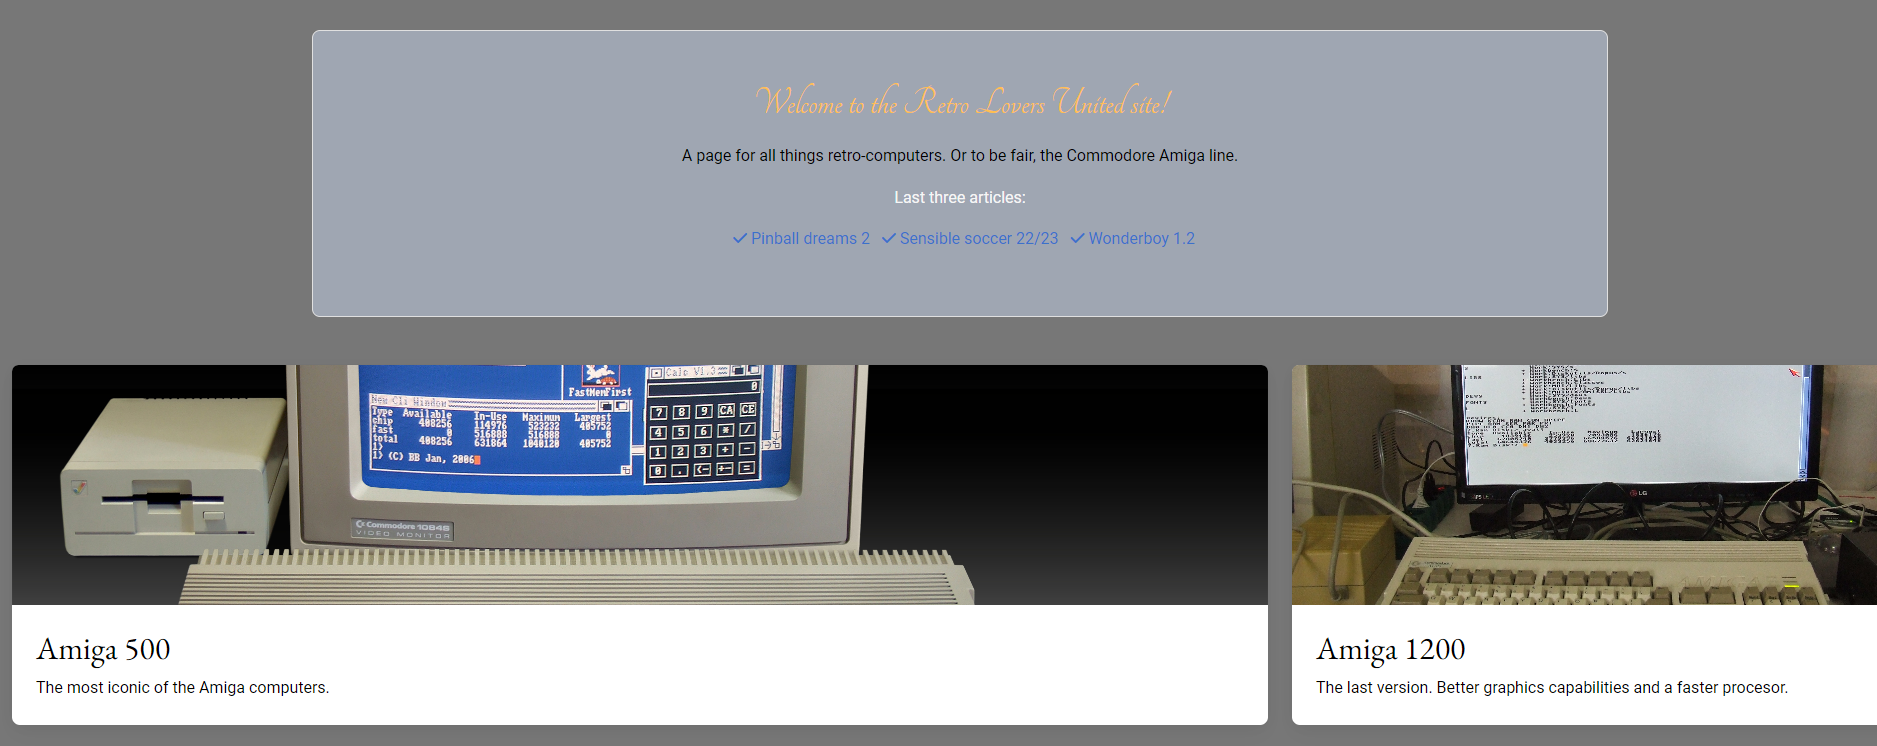 Welcome to the Retro Lovers United site!
A page for all things retro-computers. Or to be fair, the Commodore Amiga line.
Last three articles:
Pinball dreams 2 Sensible soccer 22/23 Wonderboy 1.2
FastMemFirst
Calc V1.3
0
New Cli Window
Type Available In-Use Maximum Largest
chip 408256 114976 523232 405752
fast 0 516888 516888 0
total 408256 631864 1040120 405752
1>
1> (C) BB Jan, 2006
7 8 9 CA CE
4 5 6 * /
1 2 3 + -
0 . (- +- =
Commodore 1084S
VIDEO MONITOR
LG
Amiga 500
The most iconic of the Amiga computers.
Amiga 1200
The last version. Better graphics capabilities and a faster procesor.